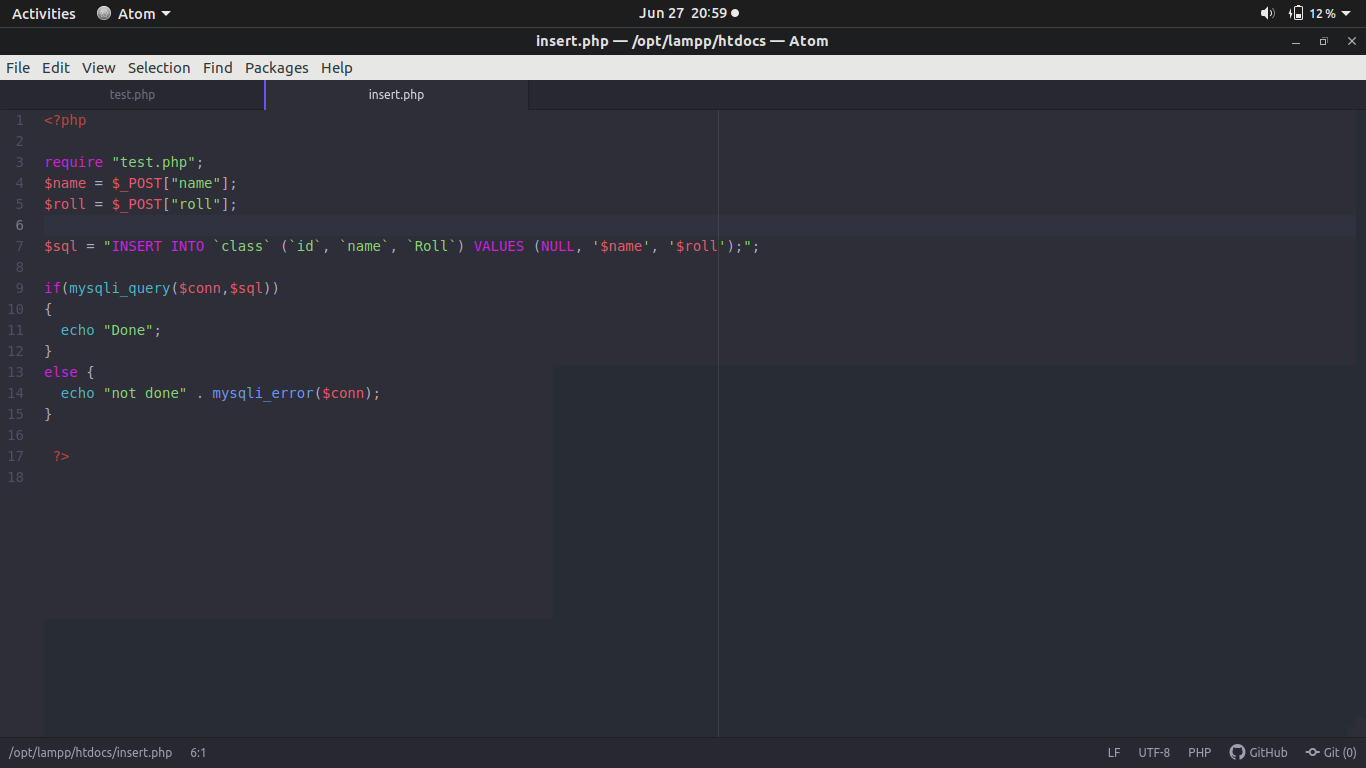 Activities Atom Jun 27 20:59 12 %
insert.php — /opt/lampp/htdocs — Atom
File Edit View Selection Find Packages Help
test.php insert.php
1 <?php
2
3 require "test.php";
4 $name = $_POST["name"];
5 $roll = $_POST["roll"];
6
7 $sql = "INSERT INTO `class` (`id`, `name`, `Roll`) VALUES (NULL, '$name', '$roll');";
8
9 if(mysqli_query($conn,$sql))
10 {
11   echo "Done";
12 }
13 else {
14   echo "not done" . mysqli_error($conn);
15 }
16
17  ?>
18
/opt/lampp/htdocs/insert.php 6:1 LF UTF-8 PHP GitHub Git (0)